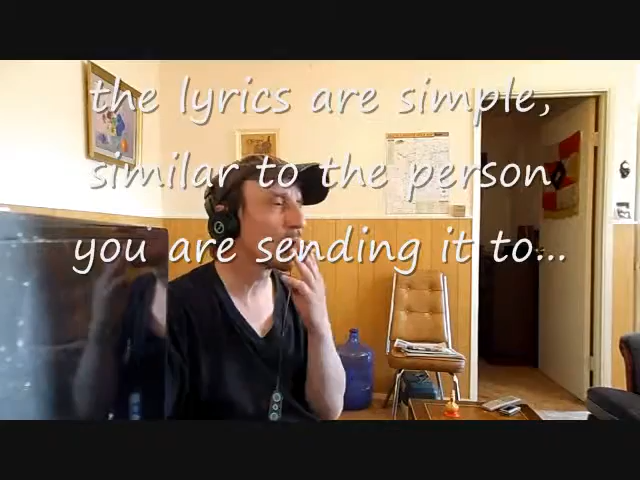 the lyrics are simple,
similar to the person
you are sending it to...